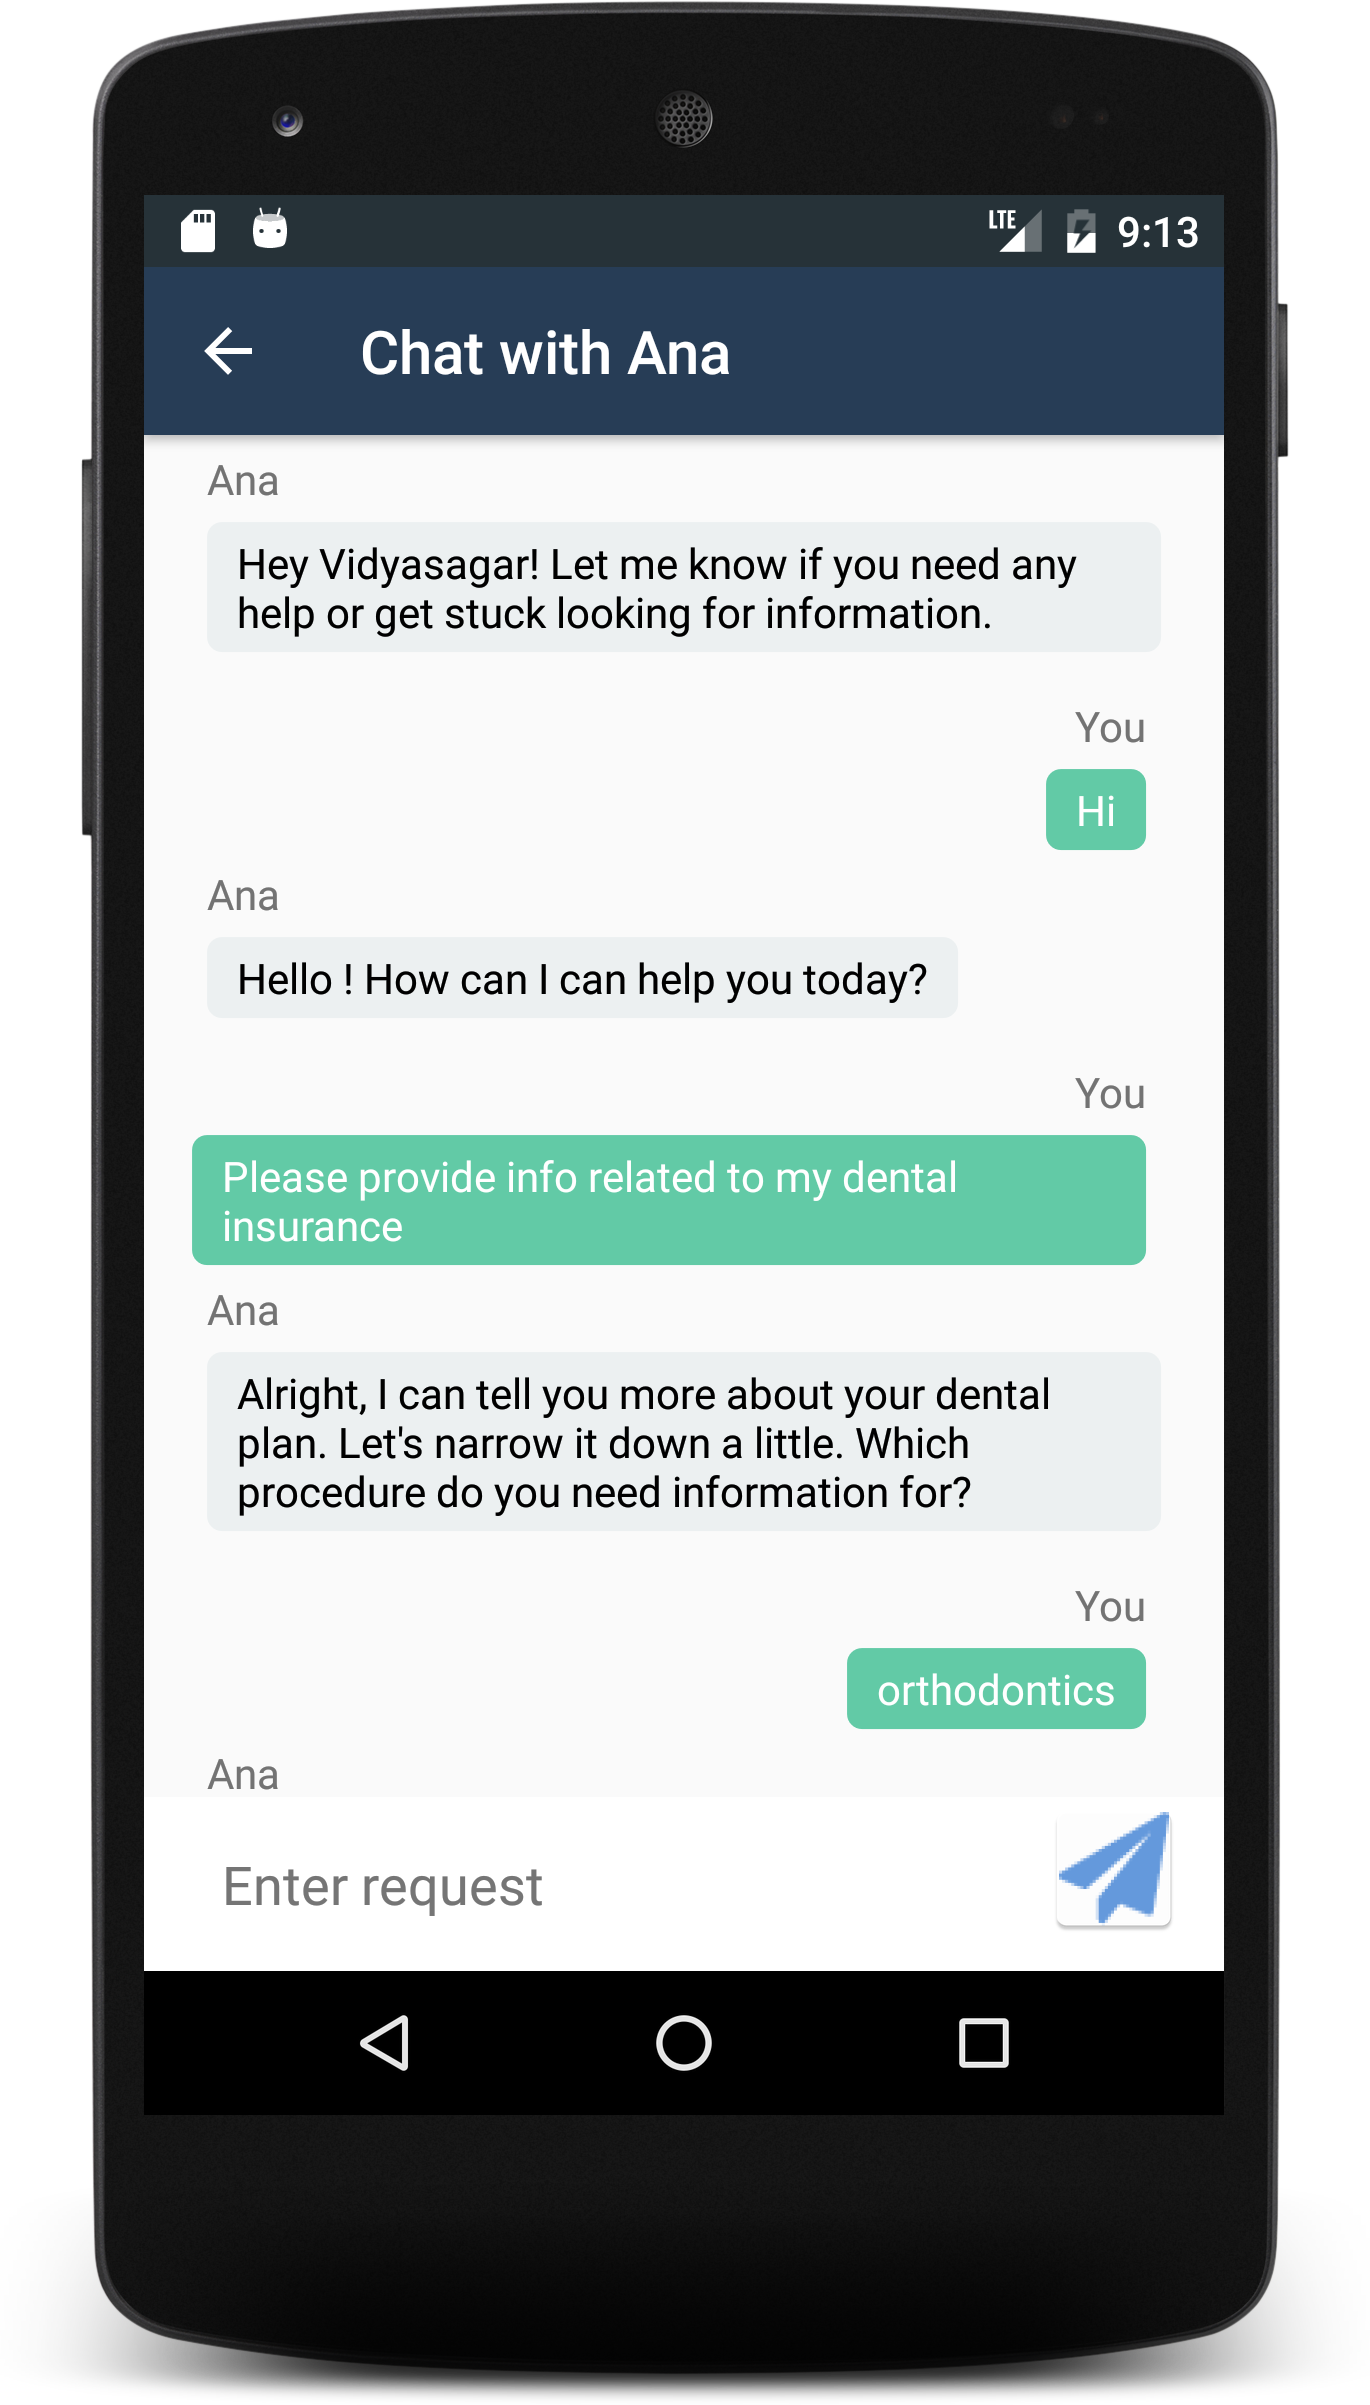 LTE 9:13
Chat with Ana
Ana
Hey Vidyasagar! Let me know if you need any
help or get stuck looking for information.
You
Hi
Ana
Hello ! How can I can help you today?
You
Please provide info related to my dental
insurance
Ana
Alright, I can tell you more about your dental
plan. Let's narrow it down a little. Which
procedure do you need information for?
You
orthodontics
Ana
Enter request